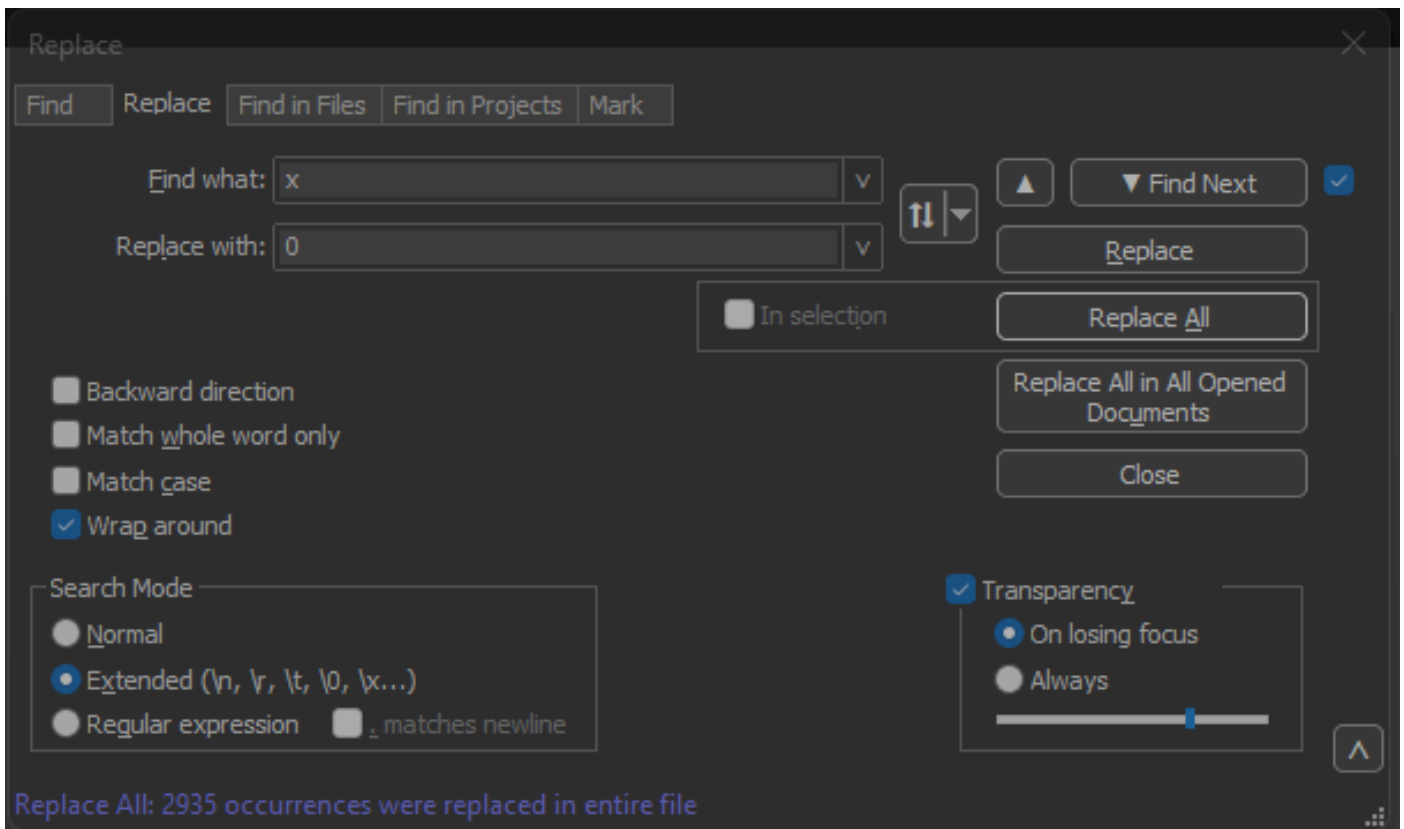 Replace
Find Replace Find in Files Find in Projects Mark
Find what: x v ▲ ▼ Find Next
Replace with: 0 v Replace
In selection Replace All
Backward direction Replace All in All Opened
Documents
Match whole word only
Match case Close
Wrap around
Search Mode Transparency
Normal On losing focus
Extended (\n, \r, \t, \0, \x...) Always
Regular expression . matches newline
Replace All: 2935 occurrences were replaced in entire file